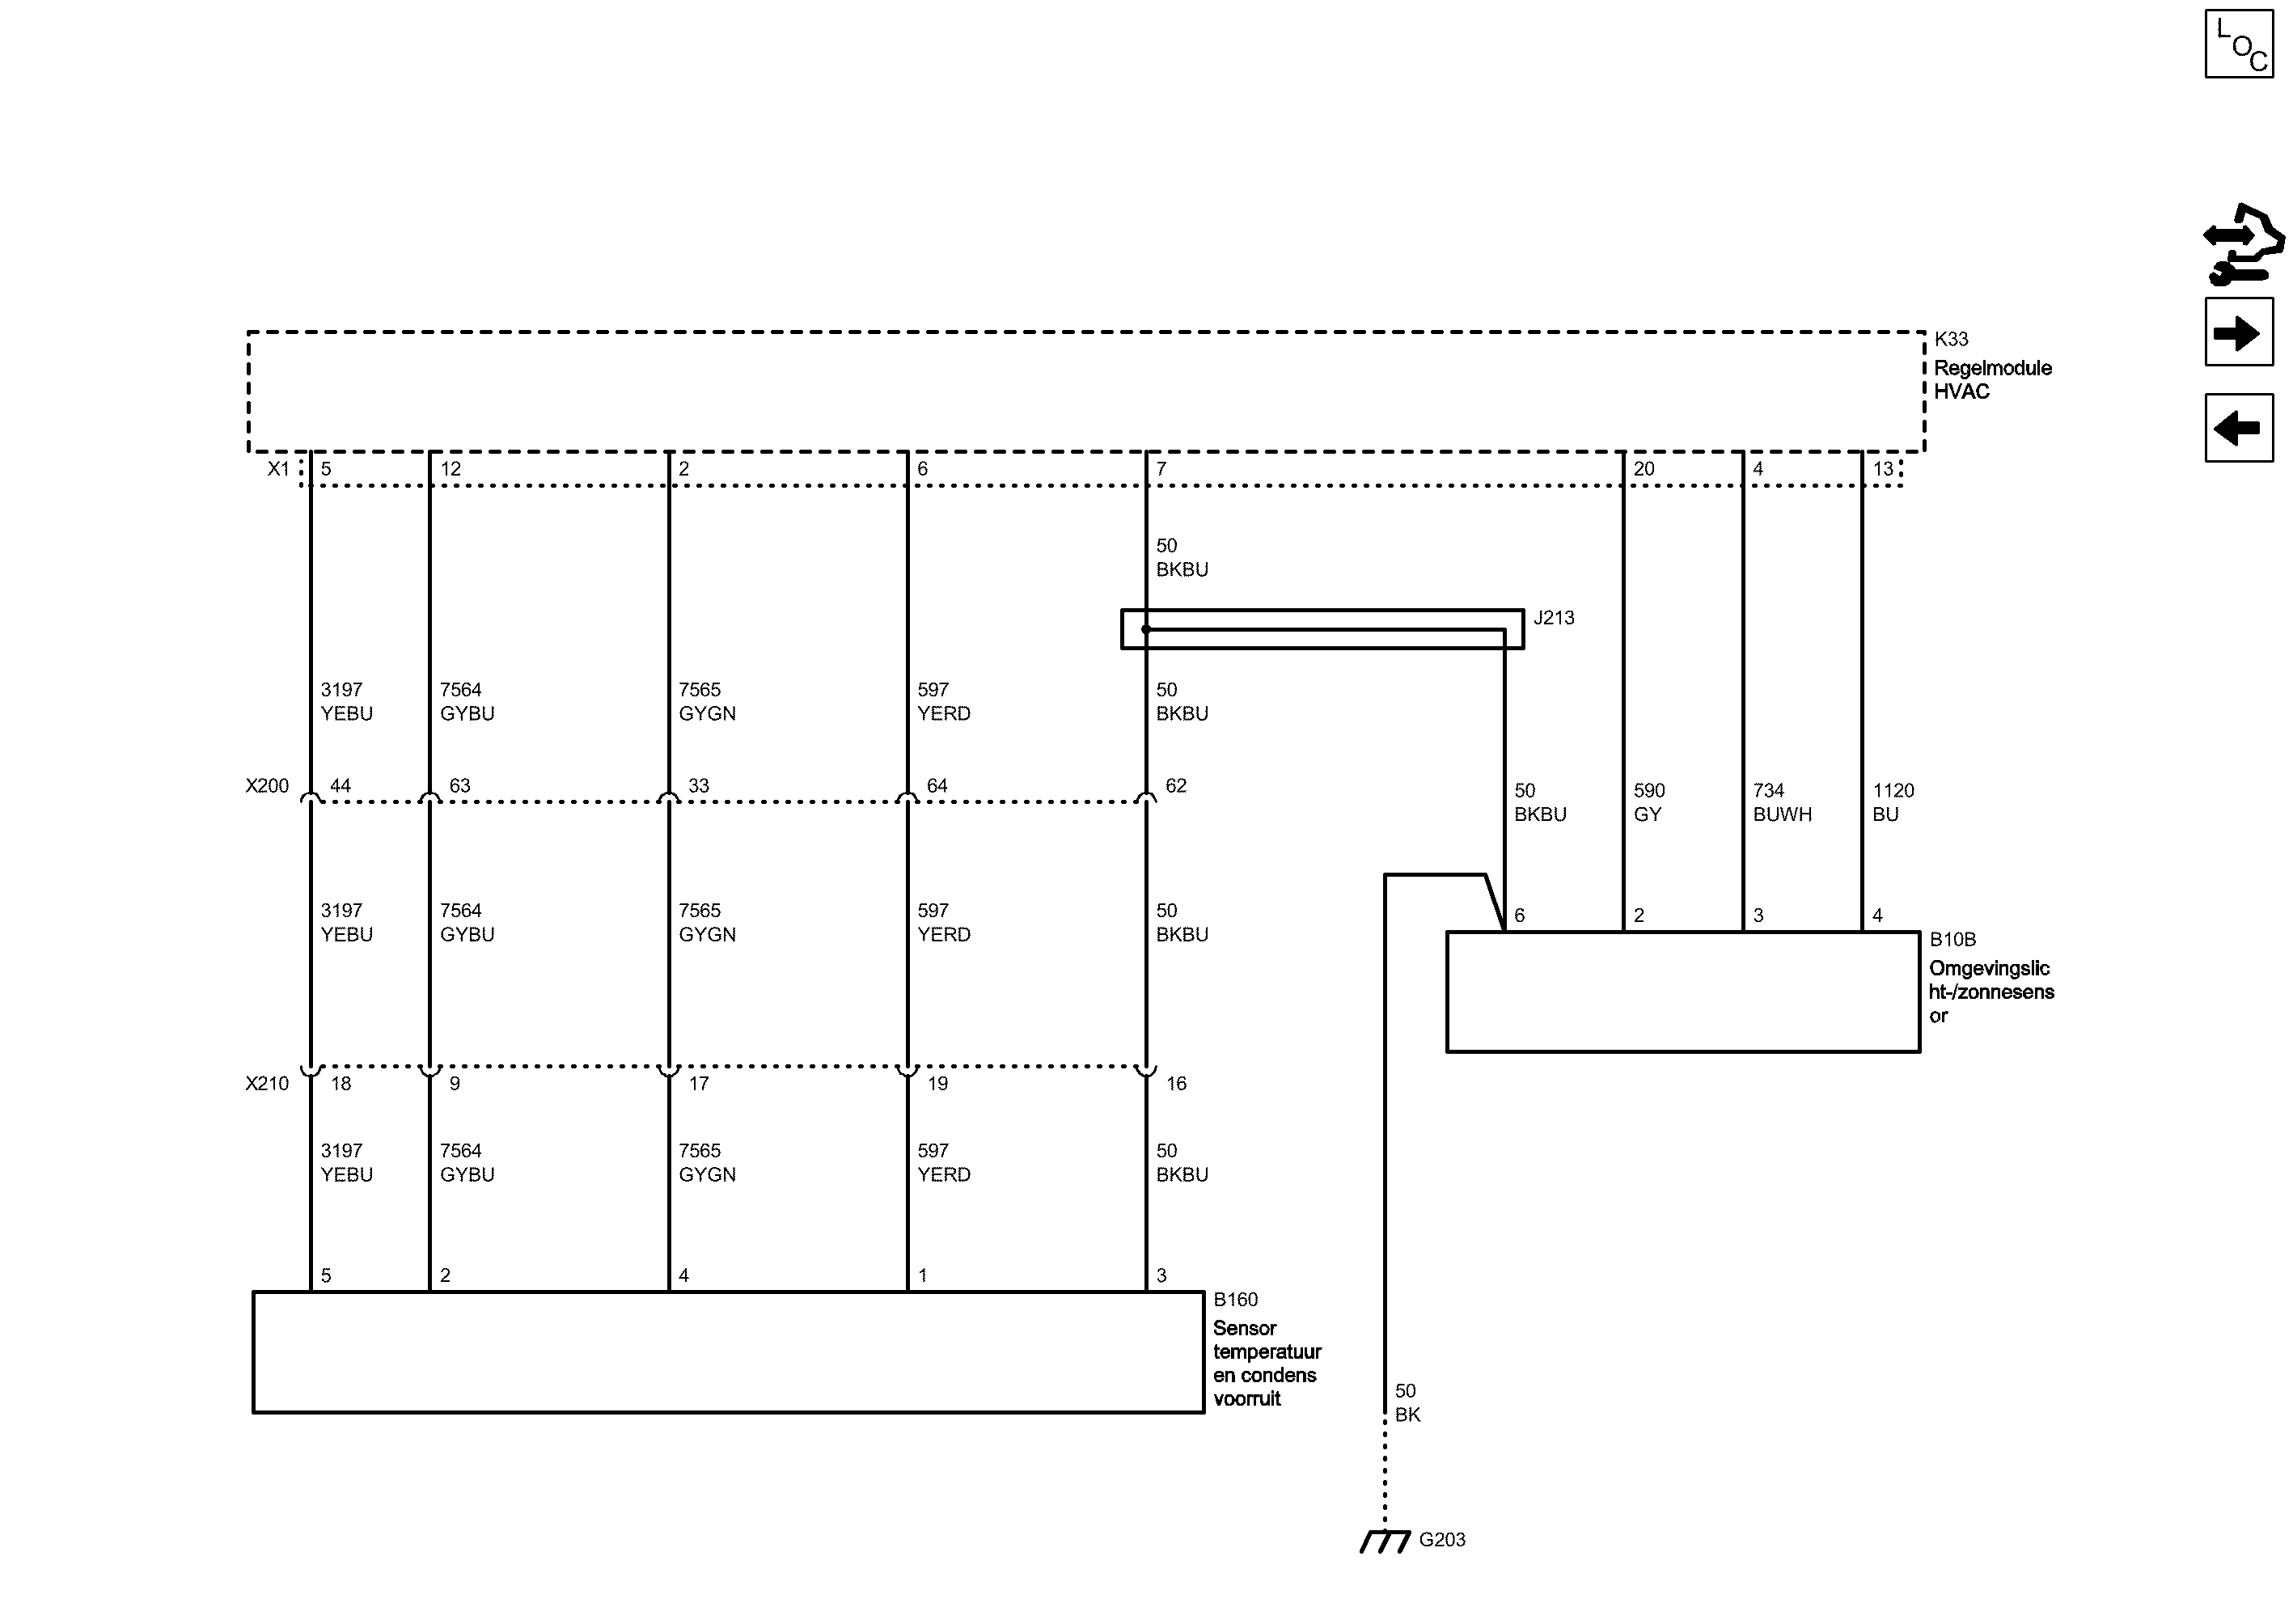 LOC
K33
Regelmodule
HVAC
X1 5 12 2 6 7 20 4 13
50
BKBU
J213
3197 7564 7565 597 50
YEBU GYBU GYGN YERD BKBU
X200 44 63 33 64 62
50 590 734 1120
BKBU GY BUWH BU
3197 7564 7565 597 50
YEBU GYBU GYGN YERD BKBU
6 2 3 4
B10B
Omgevingslic
ht-/zonnesens
or
X210 18 9 17 19 16
3197 7564 7565 597 50
YEBU GYBU GYGN YERD BKBU
5 2 4 1 3
B160
Sensor
temperatuur
en condens
voorruit
50
BK
G203